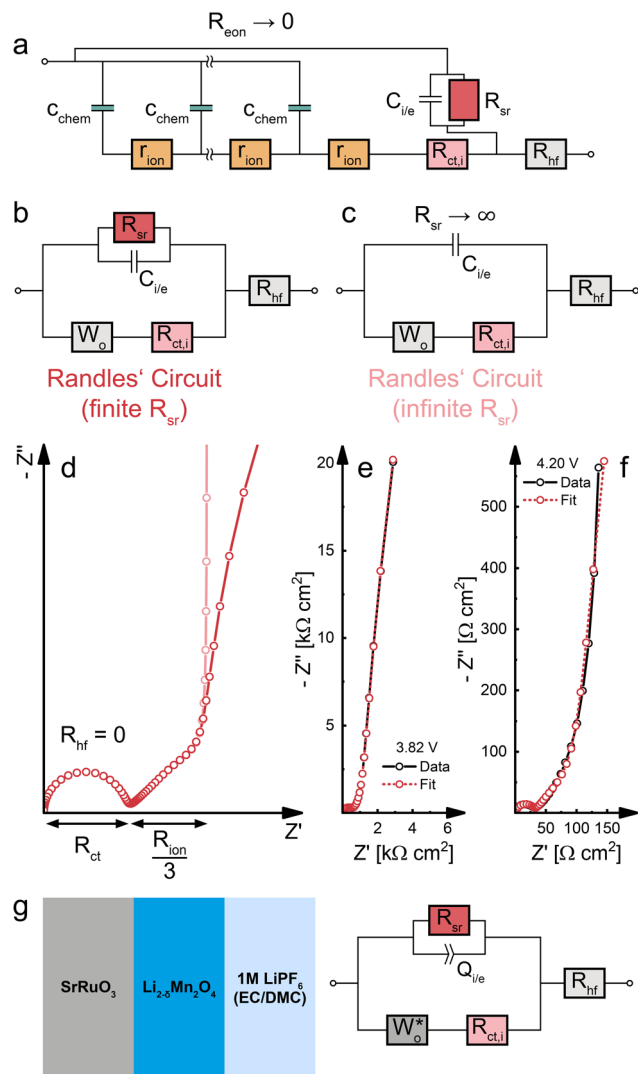 a
R_eon → 0
c_chem c_chem c_chem C_i/e R_sr
r_ion r_ion r_ion R_ct,i R_hf
b
R_sr
C_i/e
R_hf
W_o R_ct,i
Randles‘ Circuit
(finite R_sr)
c
R_sr → ∞
C_i/e
R_hf
W_o R_ct,i
Randles‘ Circuit
(infinite R_sr)
d
- Z''
R_hf = 0
Z'
R_ct
R_ion
3
e
20
15
10
5
- Z'' [kΩ cm²]
3.82 V
Data
Fit
2 4 6
Z' [kΩ cm²]
f
4.20 V
Data
Fit
500
400
300
200
100
- Z'' [Ω cm²]
50 100 150
Z' [Ω cm²]
g
SrRuO₃
Li₂₋δMn₂O₄
1M LiPF₆
(EC/DMC)
R_sr
Q_i/e
R_hf
W_o* R_ct,i